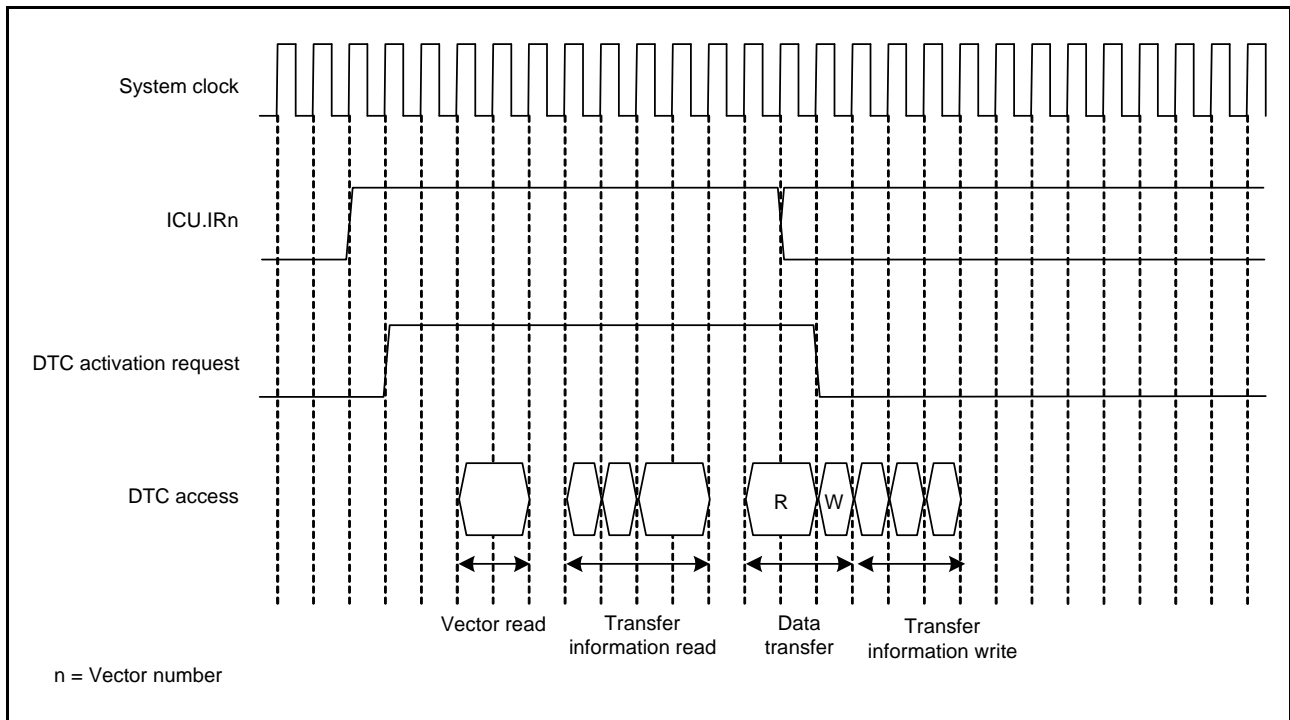 System clock
ICU.IRn
DTC activation request
DTC access
R
W
Vector read
Transfer
information read
Data
transfer
Transfer
information write
n = Vector number